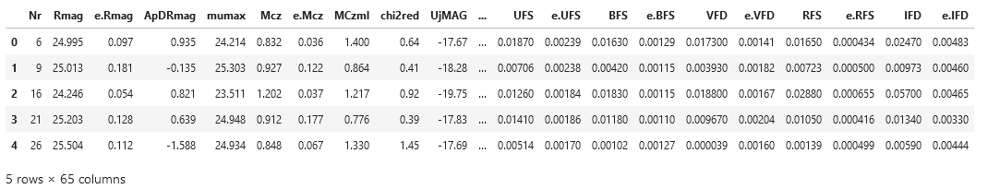 Nr Rmag e.Rmag ApDRmag mumax Mcz e.Mcz MCzml chi2red UjMAG ... UFS e.UFS BFS e.BFS VFD e.VFD RFS e.RFS IFD e.IFD
0 6 24.995 0.097 0.935 24.214 0.832 0.036 1.400 0.64 -17.67 ... 0.01870 0.00239 0.01630 0.00129 0.017300 0.00141 0.01650 0.000434 0.02470 0.00483
1 9 25.013 0.181 -0.135 25.303 0.927 0.122 0.864 0.41 -18.28 ... 0.00706 0.00238 0.00420 0.00115 0.003930 0.00182 0.00723 0.000500 0.00973 0.00460
2 16 24.246 0.054 0.821 23.511 1.202 0.037 1.217 0.92 -19.75 ... 0.01260 0.00184 0.01830 0.00115 0.018800 0.00167 0.02880 0.000655 0.05700 0.00465
3 21 25.203 0.128 0.639 24.948 0.912 0.177 0.776 0.39 -17.83 ... 0.01410 0.00186 0.01180 0.00110 0.009670 0.00204 0.01050 0.000416 0.01340 0.00330
4 26 25.504 0.112 -1.588 24.934 0.848 0.067 1.330 1.45 -17.69 ... 0.00514 0.00170 0.00102 0.00127 0.000039 0.00160 0.00139 0.000499 0.00590 0.00444
5 rows × 65 columns